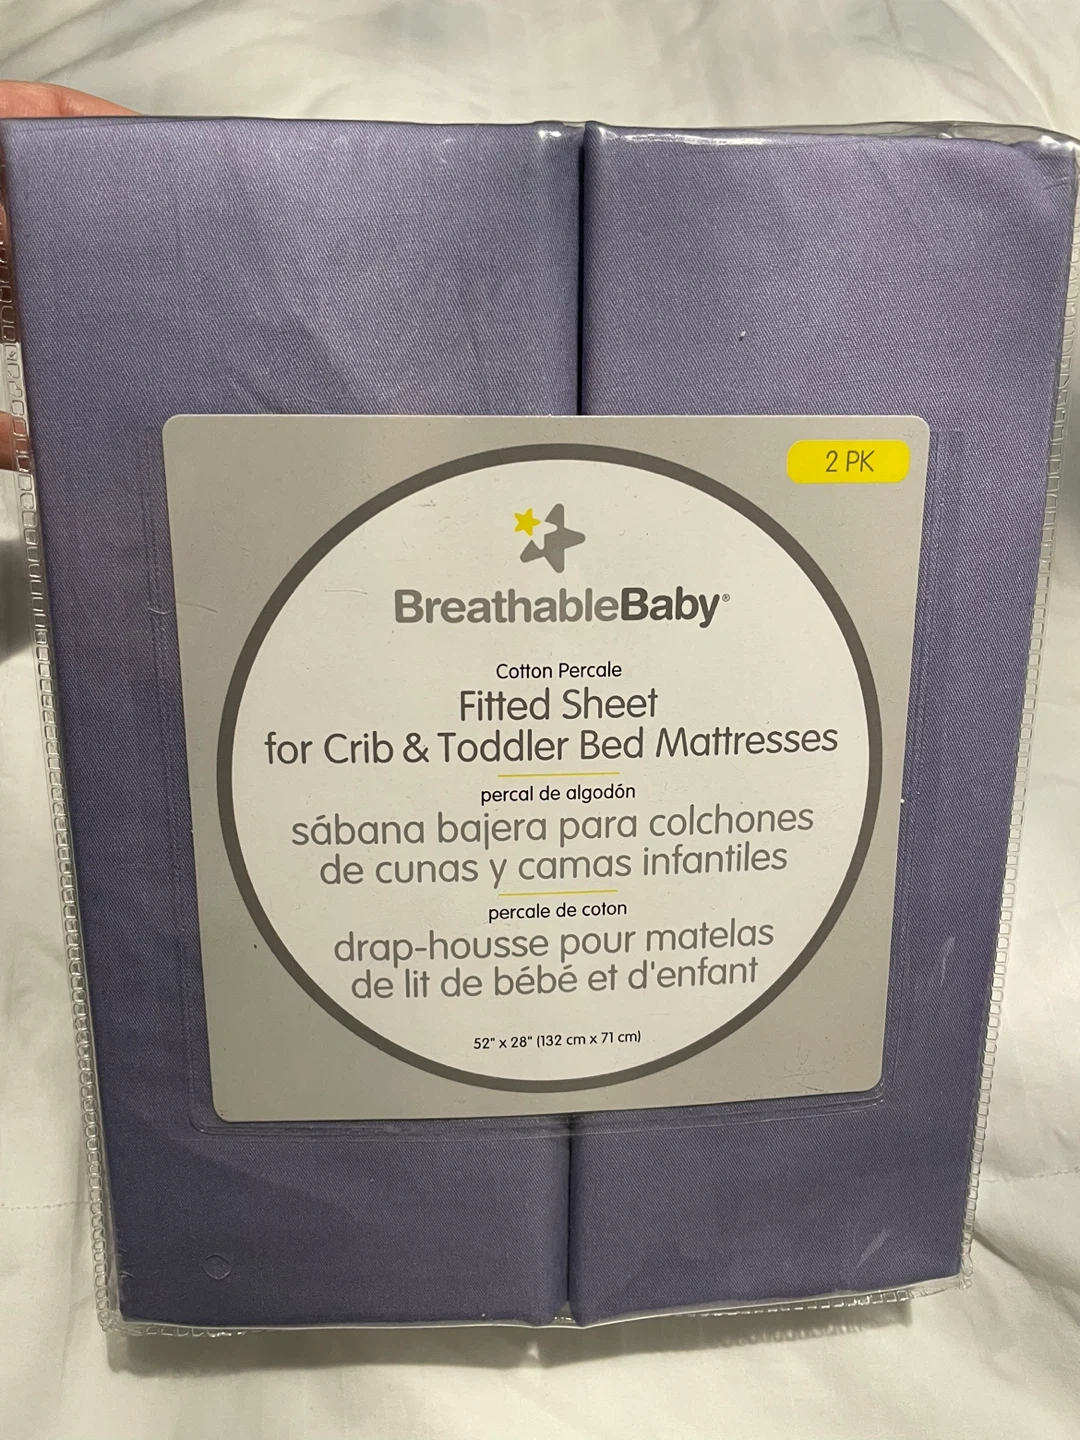 2 PK
BreathableBaby®
Cotton Percale
Fitted Sheet
for Crib & Toddler Bed Mattresses
percal de algodón
sábana bajera para colchones
de cunas y camas infantiles
percale de coton
drap-housse pour matelas
de lit de bébé et d'enfant
52" x 28" (132 cm x 71 cm)